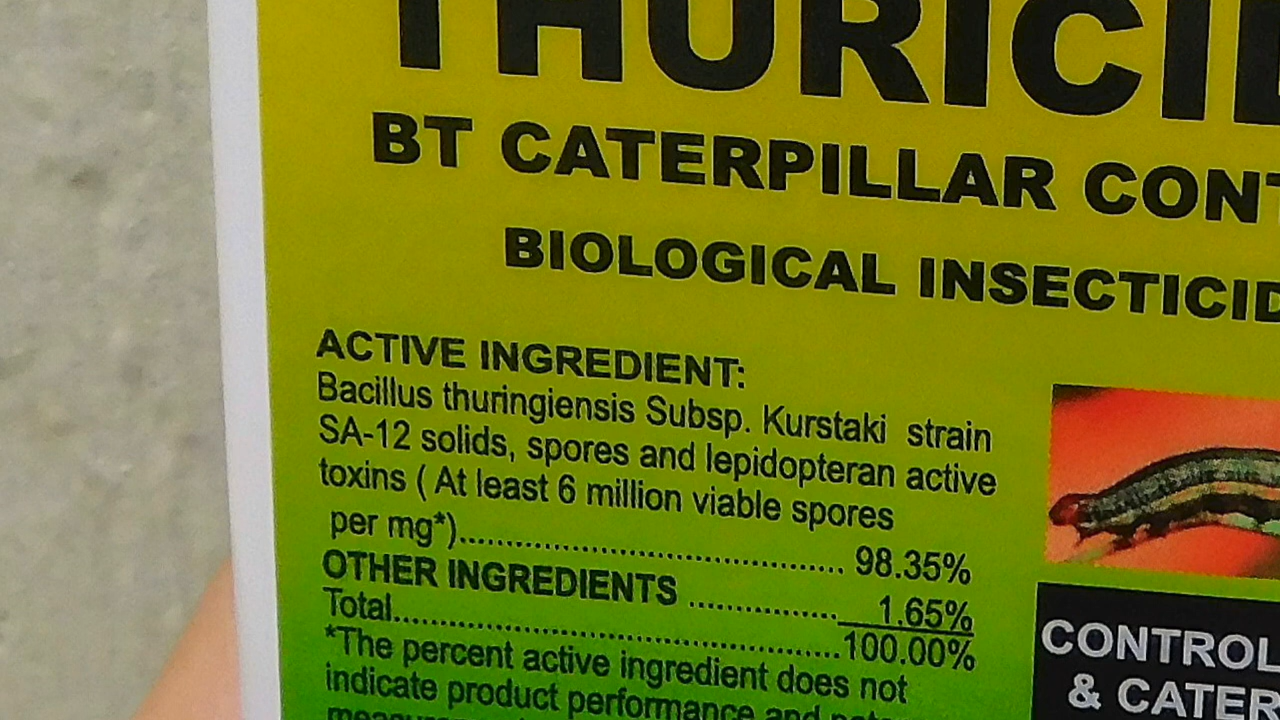 THURICI
BT CATERPILLAR CONT
BIOLOGICAL INSECTICID
ACTIVE INGREDIENT:
Bacillus thuringiensis Subsp. Kurstaki strain
SA-12 solids, spores and lepidopteran active
toxins ( At least 6 million viable spores
per mg*)........................................... 98.35%
OTHER INGREDIENTS ................ 1.65%
Total..................................................100.00%
*The percent active ingredient does not
indicate product performance and
CONTROL
& CATER